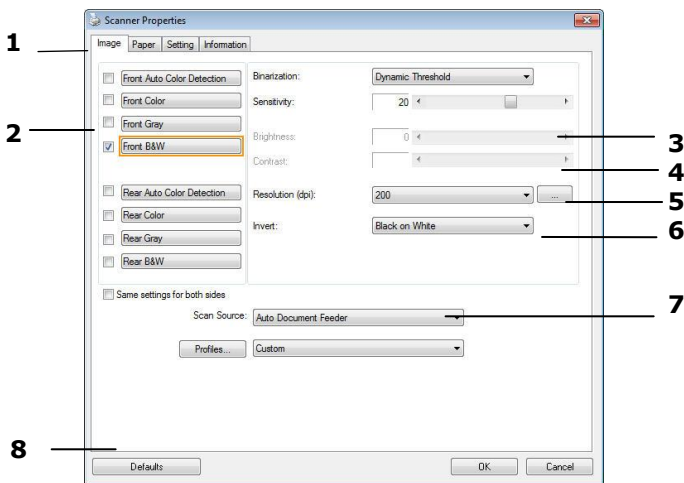 Scanner Properties
1
Image Paper Setting Information
Front Auto Color Detection
Binarization: Dynamic Threshold
Front Color
Sensitivity: 20
Front Gray
2
Front B&W
Brightness: 0
3
Contrast:
4
Rear Auto Color Detection
Resolution (dpi): 200 ...
5
Rear Color
Invert: Black on White
6
Rear Gray
Rear B&W
Same settings for both sides
Scan Source: Auto Document Feeder
7
Profiles... Custom
8
Defaults OK Cancel